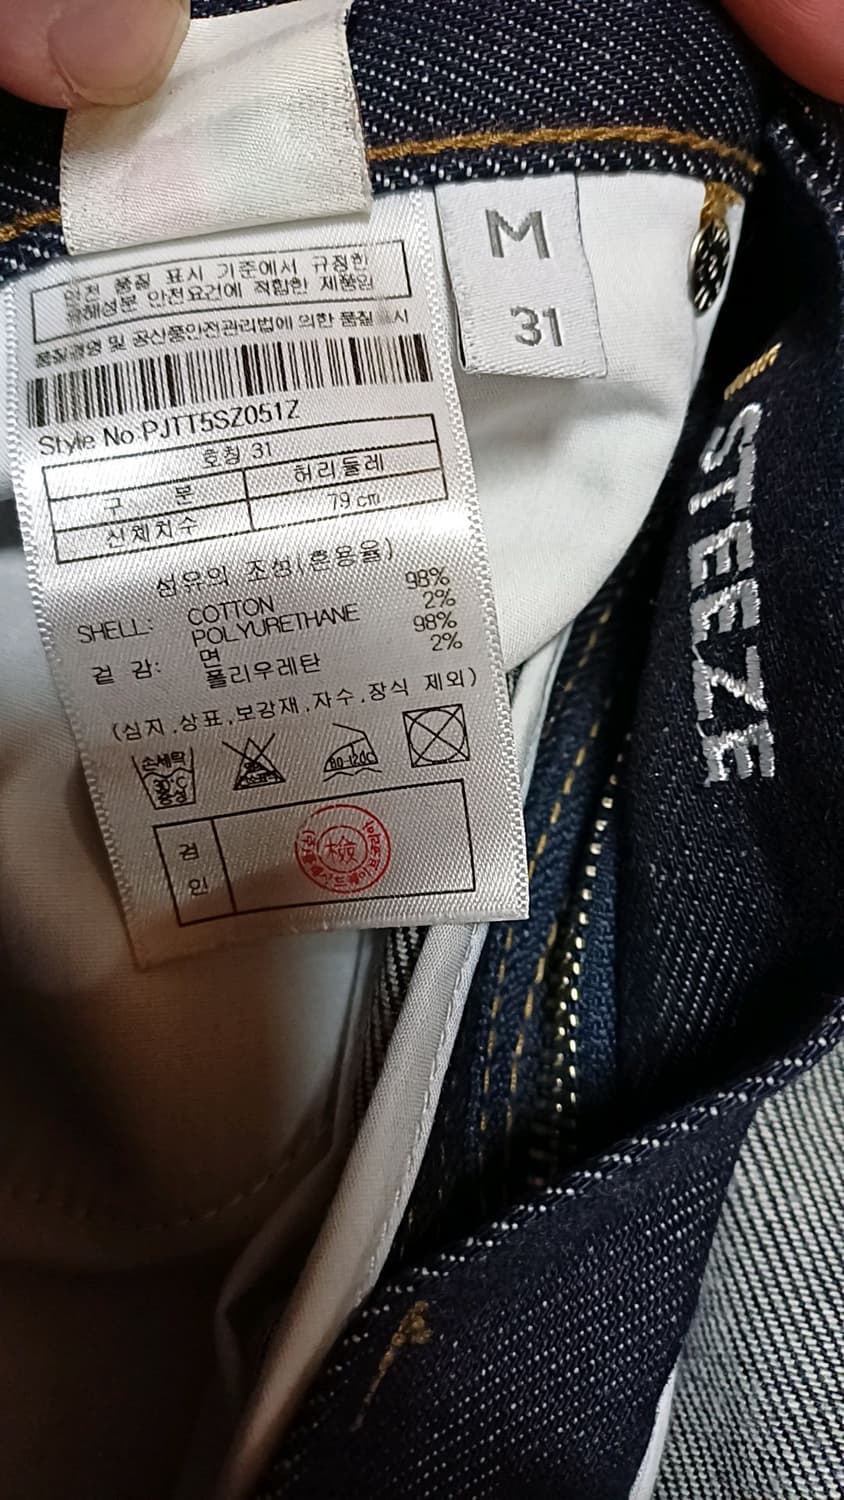 안전 품질 표시 기준에서 규정한
유해성분 안전요건에 적합한 제품임
품질경영 및 공산품안전관리법에 의한 품질 시
Style No.PJTT5SZ051Z
호칭 31
구 분 허리둘레
신체치수 79 cm
섬유의 조성(혼용율)
SHELL: COTTON 98%
POLYURETHANE 2%
겉 감: 면 98%
폴리우레탄 2%
(심지,상표,보강재,자수,장식 제외)
손세탁
중성
80-120C
검 인
檢
M
31
STEEZE